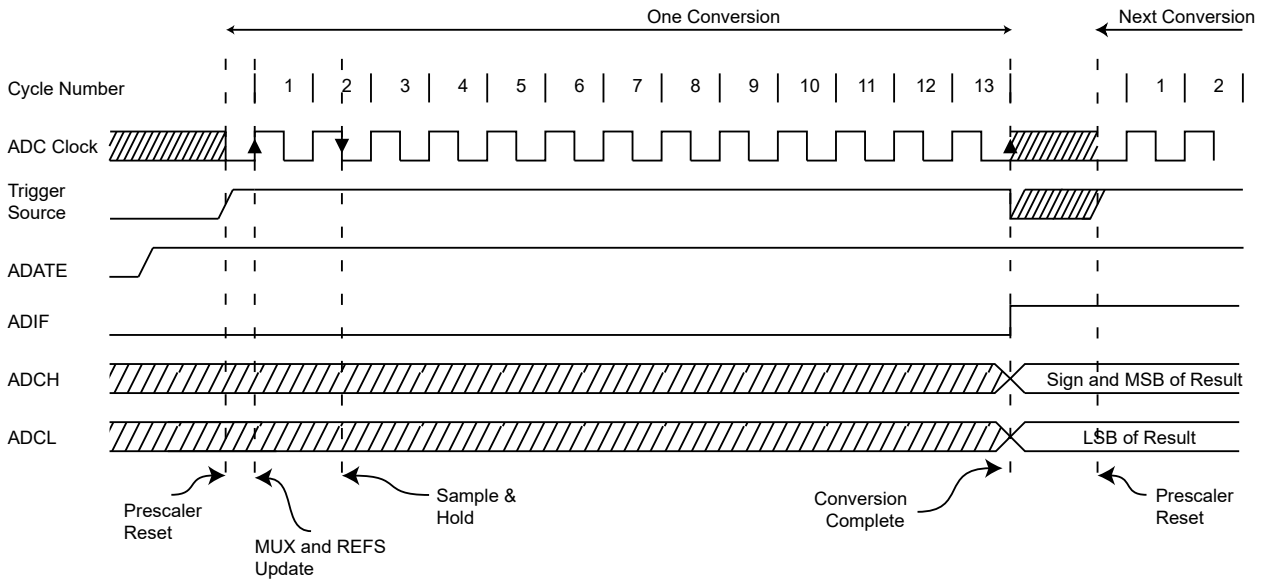 One Conversion
Next Conversion
Cycle Number
1 2 3 4 5 6 7 8 9 10 11 12 13 1 2
ADC Clock
Trigger
Source
ADATE
ADIF
ADCH
Sign and MSB of Result
ADCL
LSB of Result
Prescaler
Reset
MUX and REFS
Update
Sample &
Hold
Conversion
Complete
Prescaler
Reset